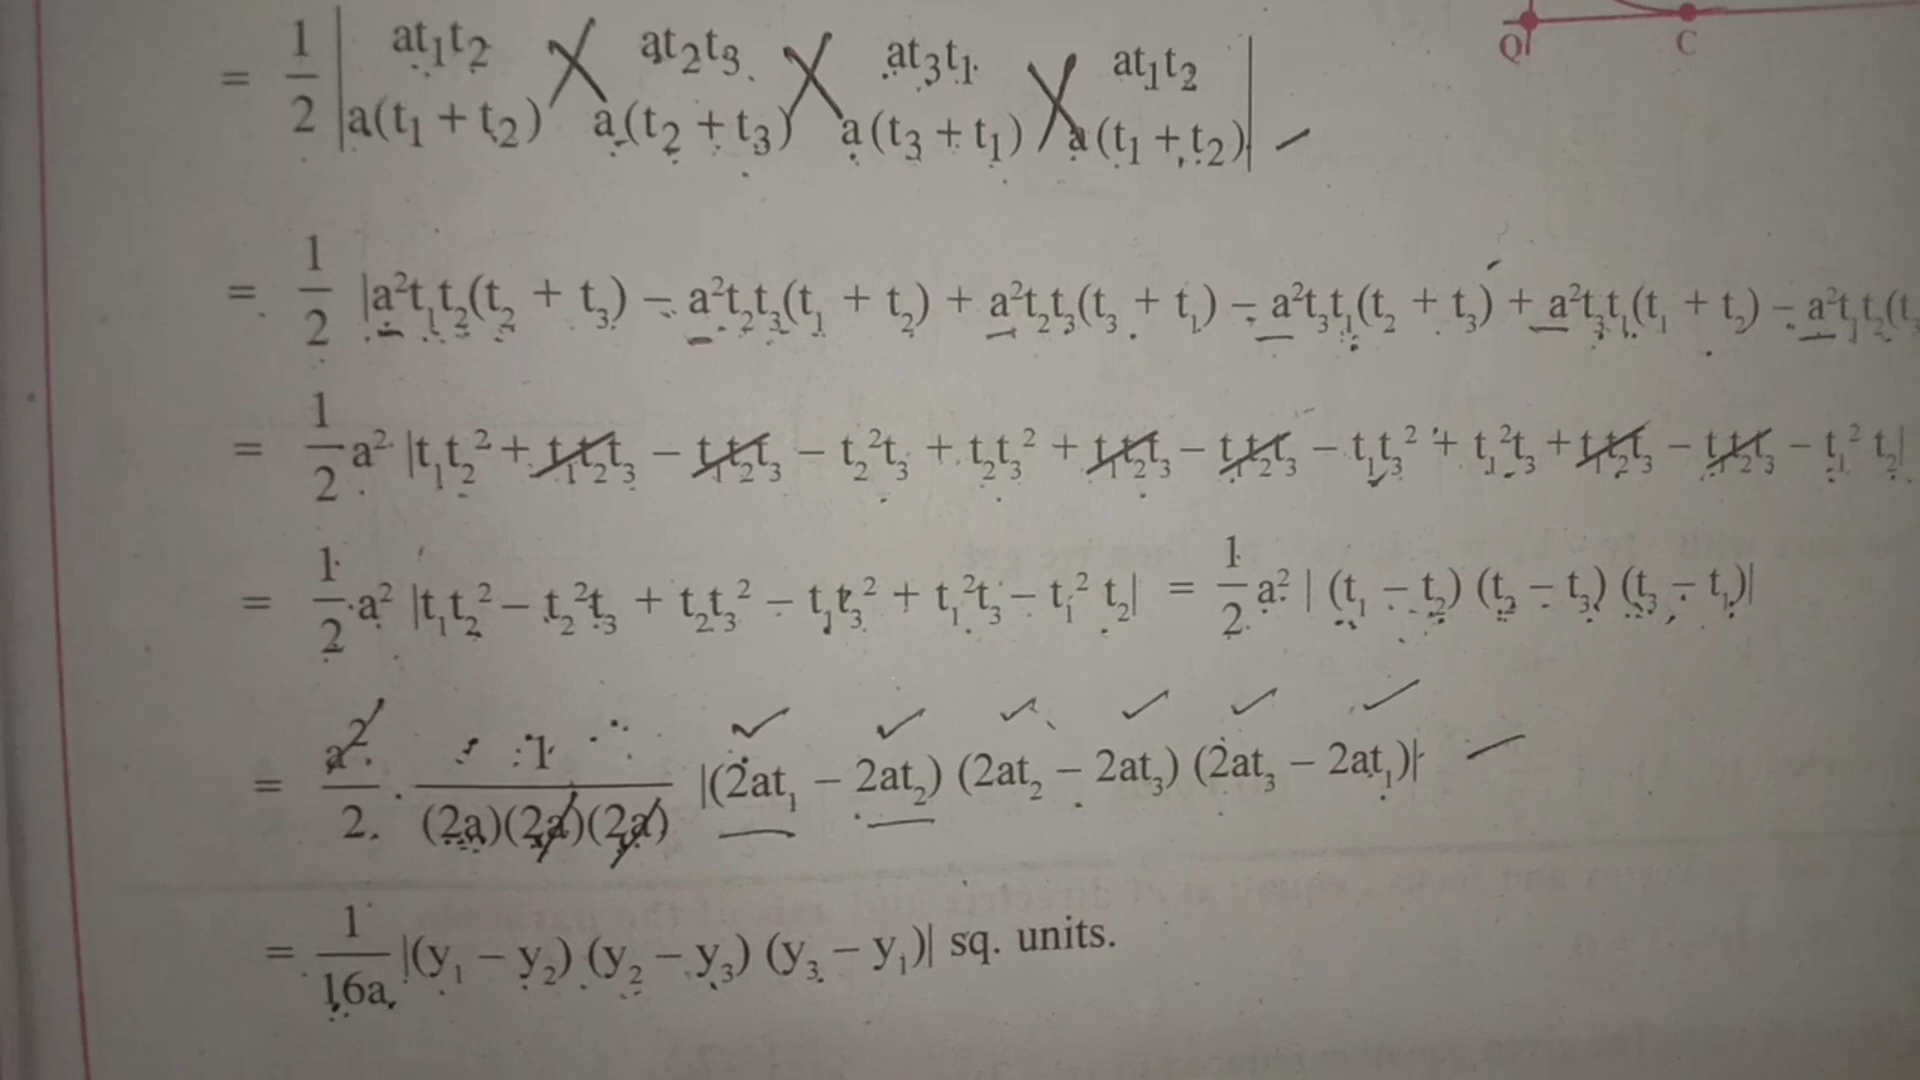 Q C
= 1/2 | at₁t₂ at₂t₃ at₃t₁ at₁t₂ |
a(t₁ + t₂) a(t₂ + t₃) a(t₃ + t₁) a(t₁ + t₂)
= 1/2 |a²t₁t₂(t₂ + t₃) − a²t₂t₃(t₁ + t₂) + a²t₂t₃(t₃ + t₁) − a²t₃t₁(t₂ + t₃) + a²t₃t₁(t₁ + t₂) − a²t₁t₂(t₃
= 1/2 a² |t₁t₂² + t₁t₂t₃ − t₁t₂t₃ − t₂²t₃ + t₂t₃² + t₁t₂t₃ − t₁t₂t₃ − t₁t₃² + t₁²t₃ + t₁t₂t₃ − t₁t₂t₃ − t₁² t₂|
= 1/2 a² |t₁t₂² − t₂²t₃ + t₂t₃² − t₁t₃² + t₁²t₃ − t₁² t₂| = 1/2 a² | (t₁ − t₂) (t₂ − t₃) (t₃ − t₁)|
= a²/2 . 1/(2a)(2a)(2a) |(2at₁ − 2at₂) (2at₂ − 2at₃) (2at₃ − 2at₁)|
= 1/16a |(y₁ − y₂) (y₂ − y₃) (y₃ − y₁)| sq. units.